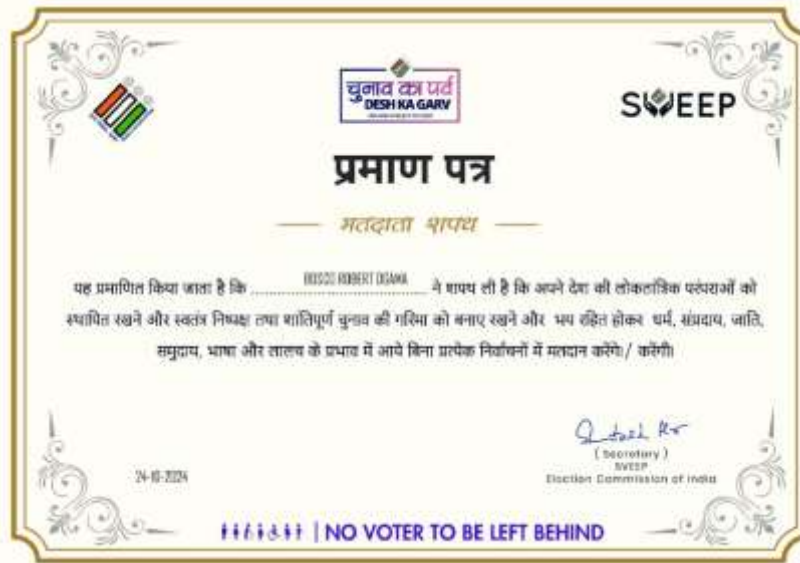 चुनाव का पर्व
DESH KA GARV
SWEEP
प्रमाण पत्र
मतदाता शपथ
यह प्रमाणित किया जाता है कि BOSCO ROBERT OGAWA ने शपथ ली है कि अपने देश की लोकतांत्रिक परंपराओं को
स्थापित रखने और स्वतंत्र निष्पक्ष तथा शांतिपूर्ण चुनाव की गरिमा को बनाए रखने और भय रहित होकर धर्म, संप्रदाय, जाति,
समुदाय, भाषा और लालच के प्रभाव में आये बिना प्रत्येक निर्वाचनों में मतदान करेंगे/ करेंगी।
( Secretary )
SVEEP
24-10-2024
Election Commission of India
NO VOTER TO BE LEFT BEHIND